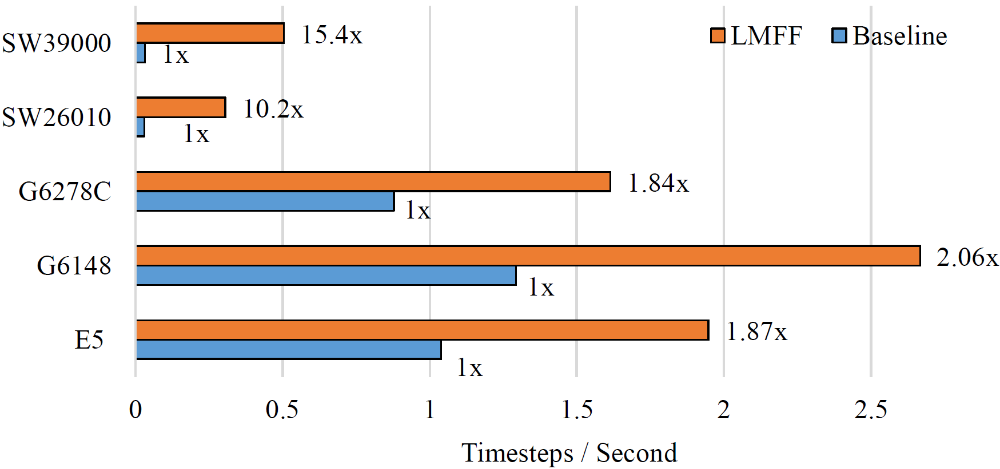 LMFF Baseline
SW39000
15.4x
1x
SW26010
10.2x
1x
G6278C
1.84x
1x
G6148
2.06x
1x
E5
1.87x
1x
0 0.5 1 1.5 2 2.5
Timesteps / Second